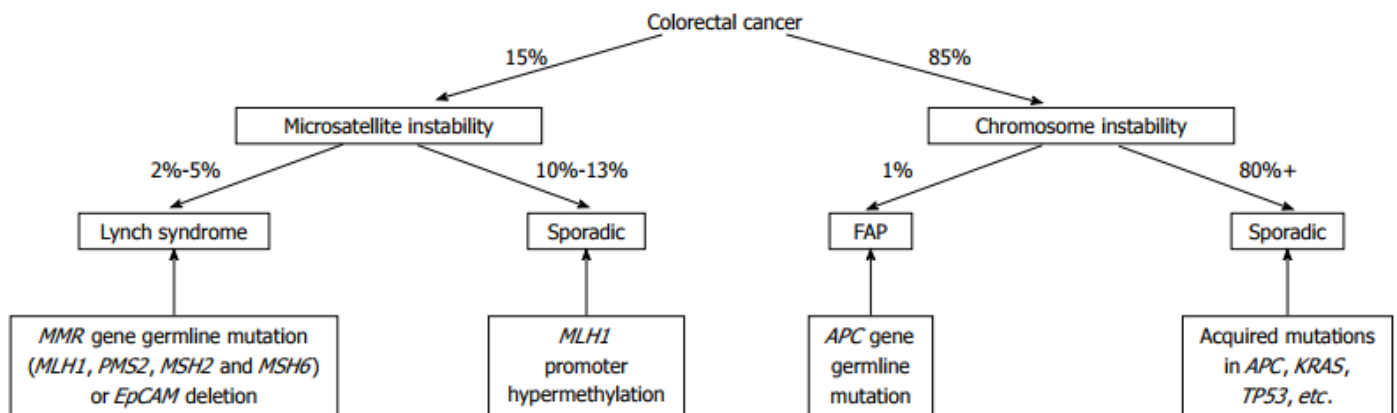 Colorectal cancer
15%
85%
Microsatellite instability
Chromosome instability
2%-5%
10%-13%
1%
80%+
Lynch syndrome
Sporadic
FAP
Sporadic
MMR gene germline mutation
(MLH1, PMS2, MSH2 and MSH6)
or EpCAM deletion
MLH1
promoter
hypermethylation
APC gene
germline
mutation
Acquired mutations
in APC, KRAS,
TP53, etc.